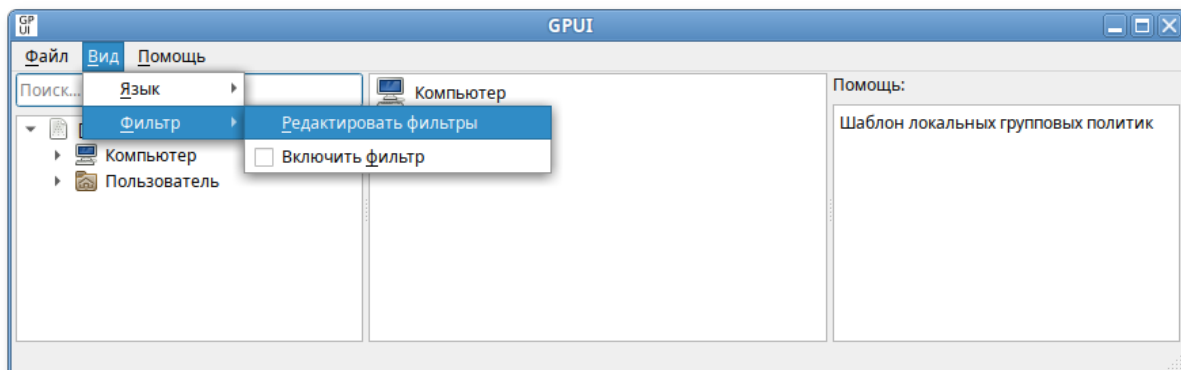 GP
UI
GPUI
Файл Вид Помощь
Поиск...
Язык
Фильтр
Редактировать фильтры
Включить фильтр
Компьютер
Пользователь
Компьютер
Помощь:
Шаблон локальных групповых политик